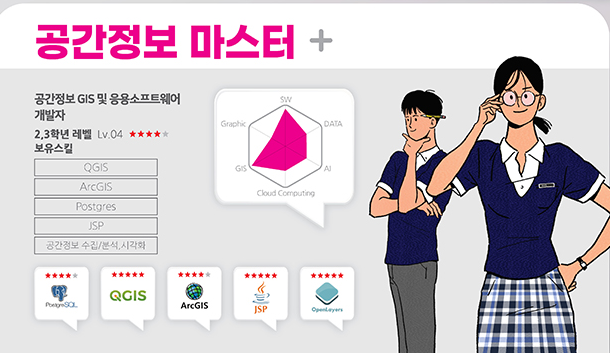 공간정보 마스터 +
공간정보 GIS 및 응용소프트웨어
개발자
2,3학년 레벨 Lv.04 ★★★★★
보유스킬
QGIS
ArcGIS
Postgres
JSP
공간정보 수집/분석,시각화
SW
DATA
AI
Cloud Computing
GIS
Graphic
★★★★★
PostgreSQL
★★★★★
QGIS
★★★★★
ArcGIS
★★★★★
JSP
★★★★★
OpenLayers